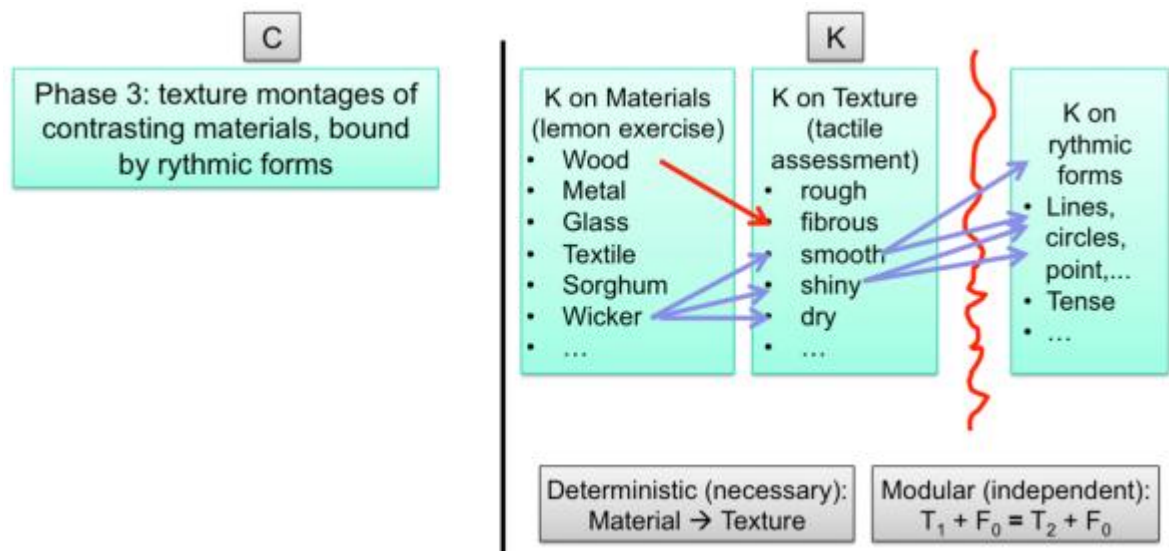 C
Phase 3: texture montages of
contrasting materials, bound
by rythmic forms
K
K on Materials
(lemon exercise)
• Wood
• Metal
• Glass
• Textile
• Sorghum
• Wicker
• …
K on Texture
(tactile
assessment)
• rough
• fibrous
• smooth
• shiny
• dry
• …
K on
rytmic
forms
• Lines,
circles,
point,...
• Tense
• …
Deterministic (necessary):
Material → Texture
Modular (independent):
T₁ + F₀ = T₂ + F₀